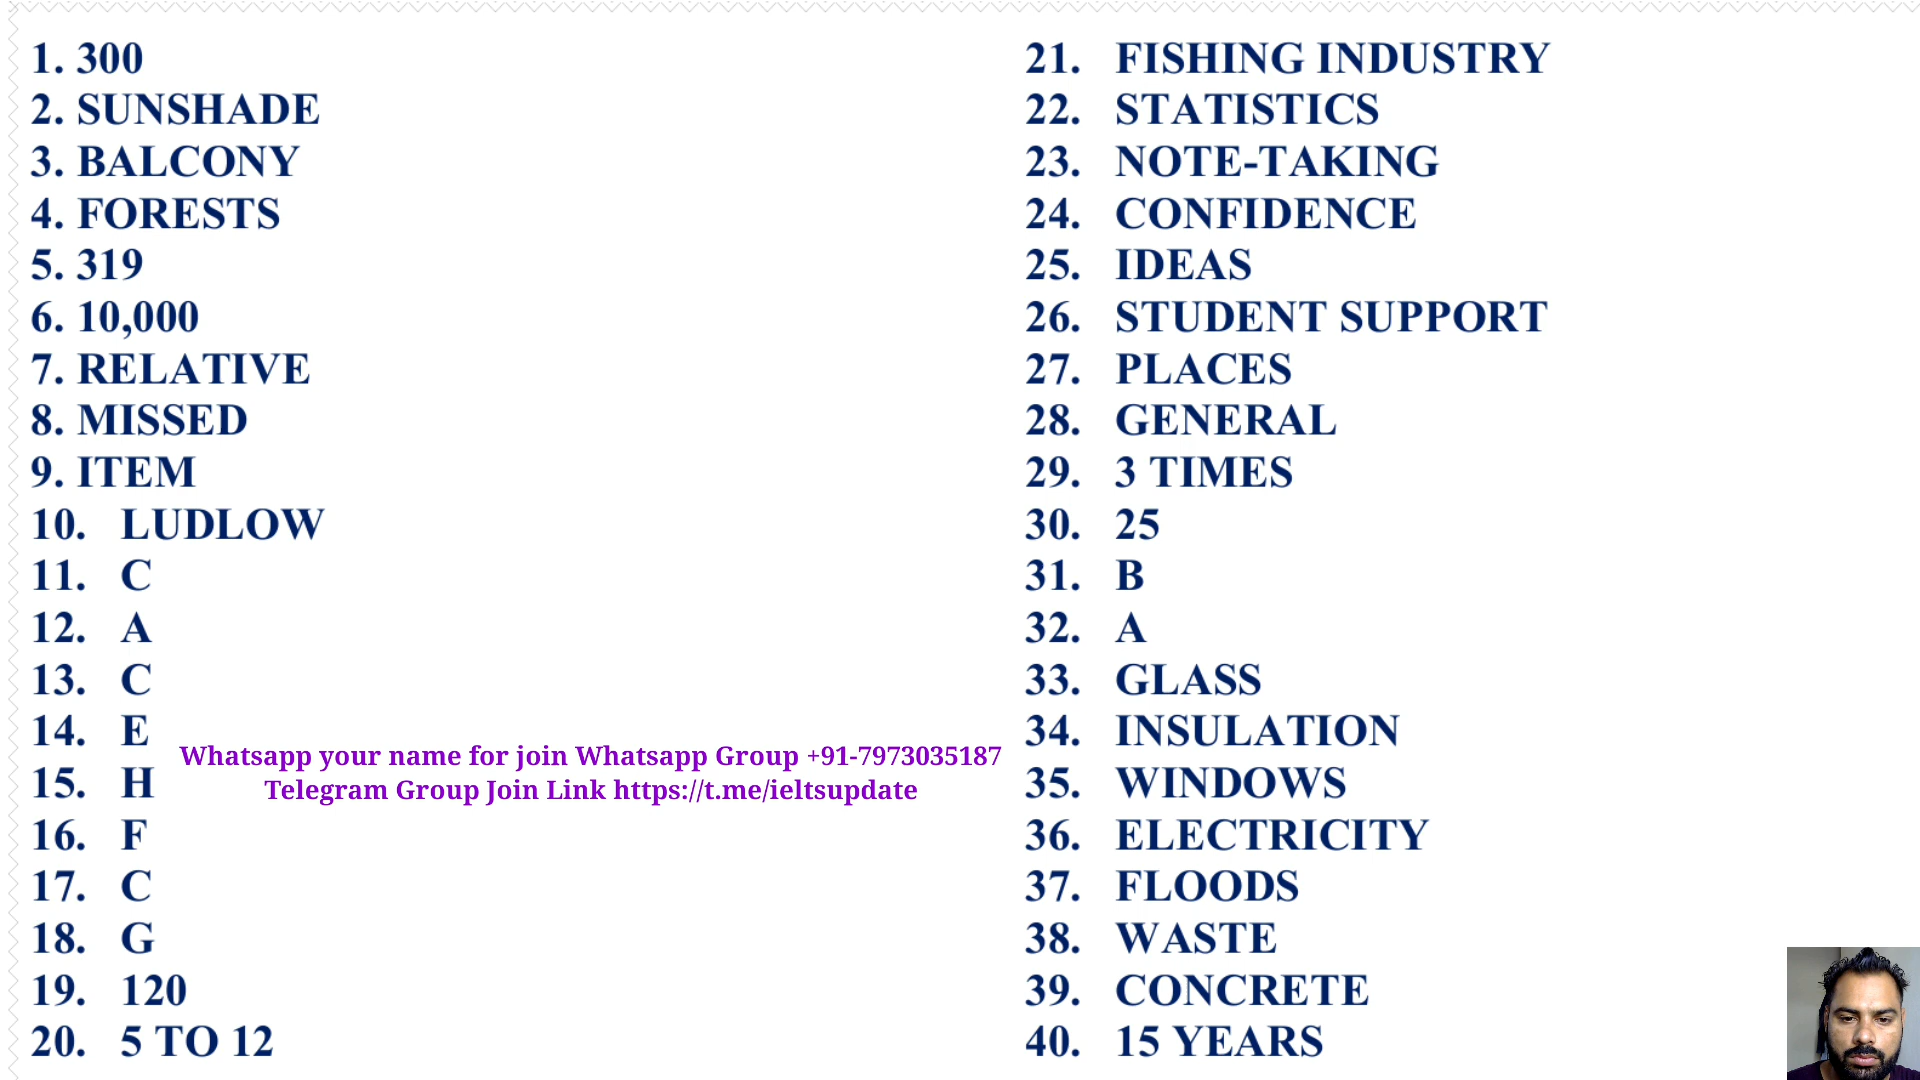 1. 300
2. SUNSHADE
3. BALCONY
4. FORESTS
5. 319
6. 10,000
7. RELATIVE
8. MISSED
9. ITEM
10. LUDLOW
11. C
12. A
13. C
14. E
15. H
16. F
17. C
18. G
19. 120
20. 5 TO 12
Whatsapp your name for join Whatsapp Group +91-7973035187
Telegram Group Join Link https://t.me/ieltsupdate
21. FISHING INDUSTRY
22. STATISTICS
23. NOTE-TAKING
24. CONFIDENCE
25. IDEAS
26. STUDENT SUPPORT
27. PLACES
28. GENERAL
29. 3 TIMES
30. 25
31. B
32. A
33. GLASS
34. INSULATION
35. WINDOWS
36. ELECTRICITY
37. FLOODS
38. WASTE
39. CONCRETE
40. 15 YEARS